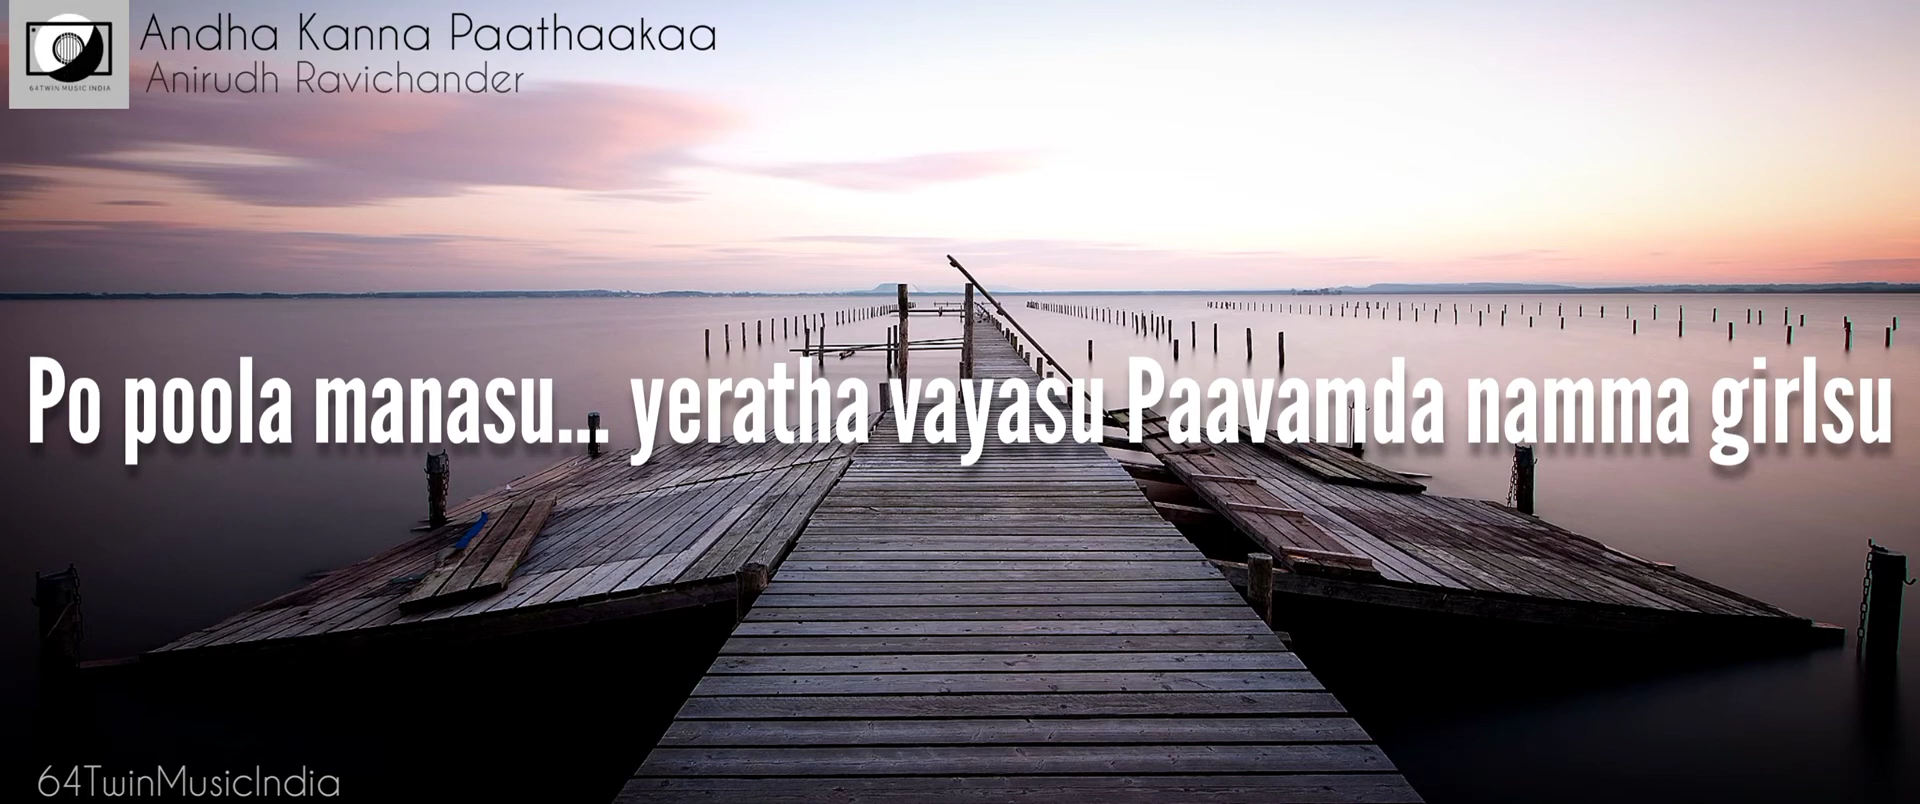 Andha Kanna Paathaakaa
Anirudh Ravichander
64TWIN MUSIC INDIA
Po poola manasu... yeratha vayasu Paavamda namma girlsu
64TwinMusicIndia